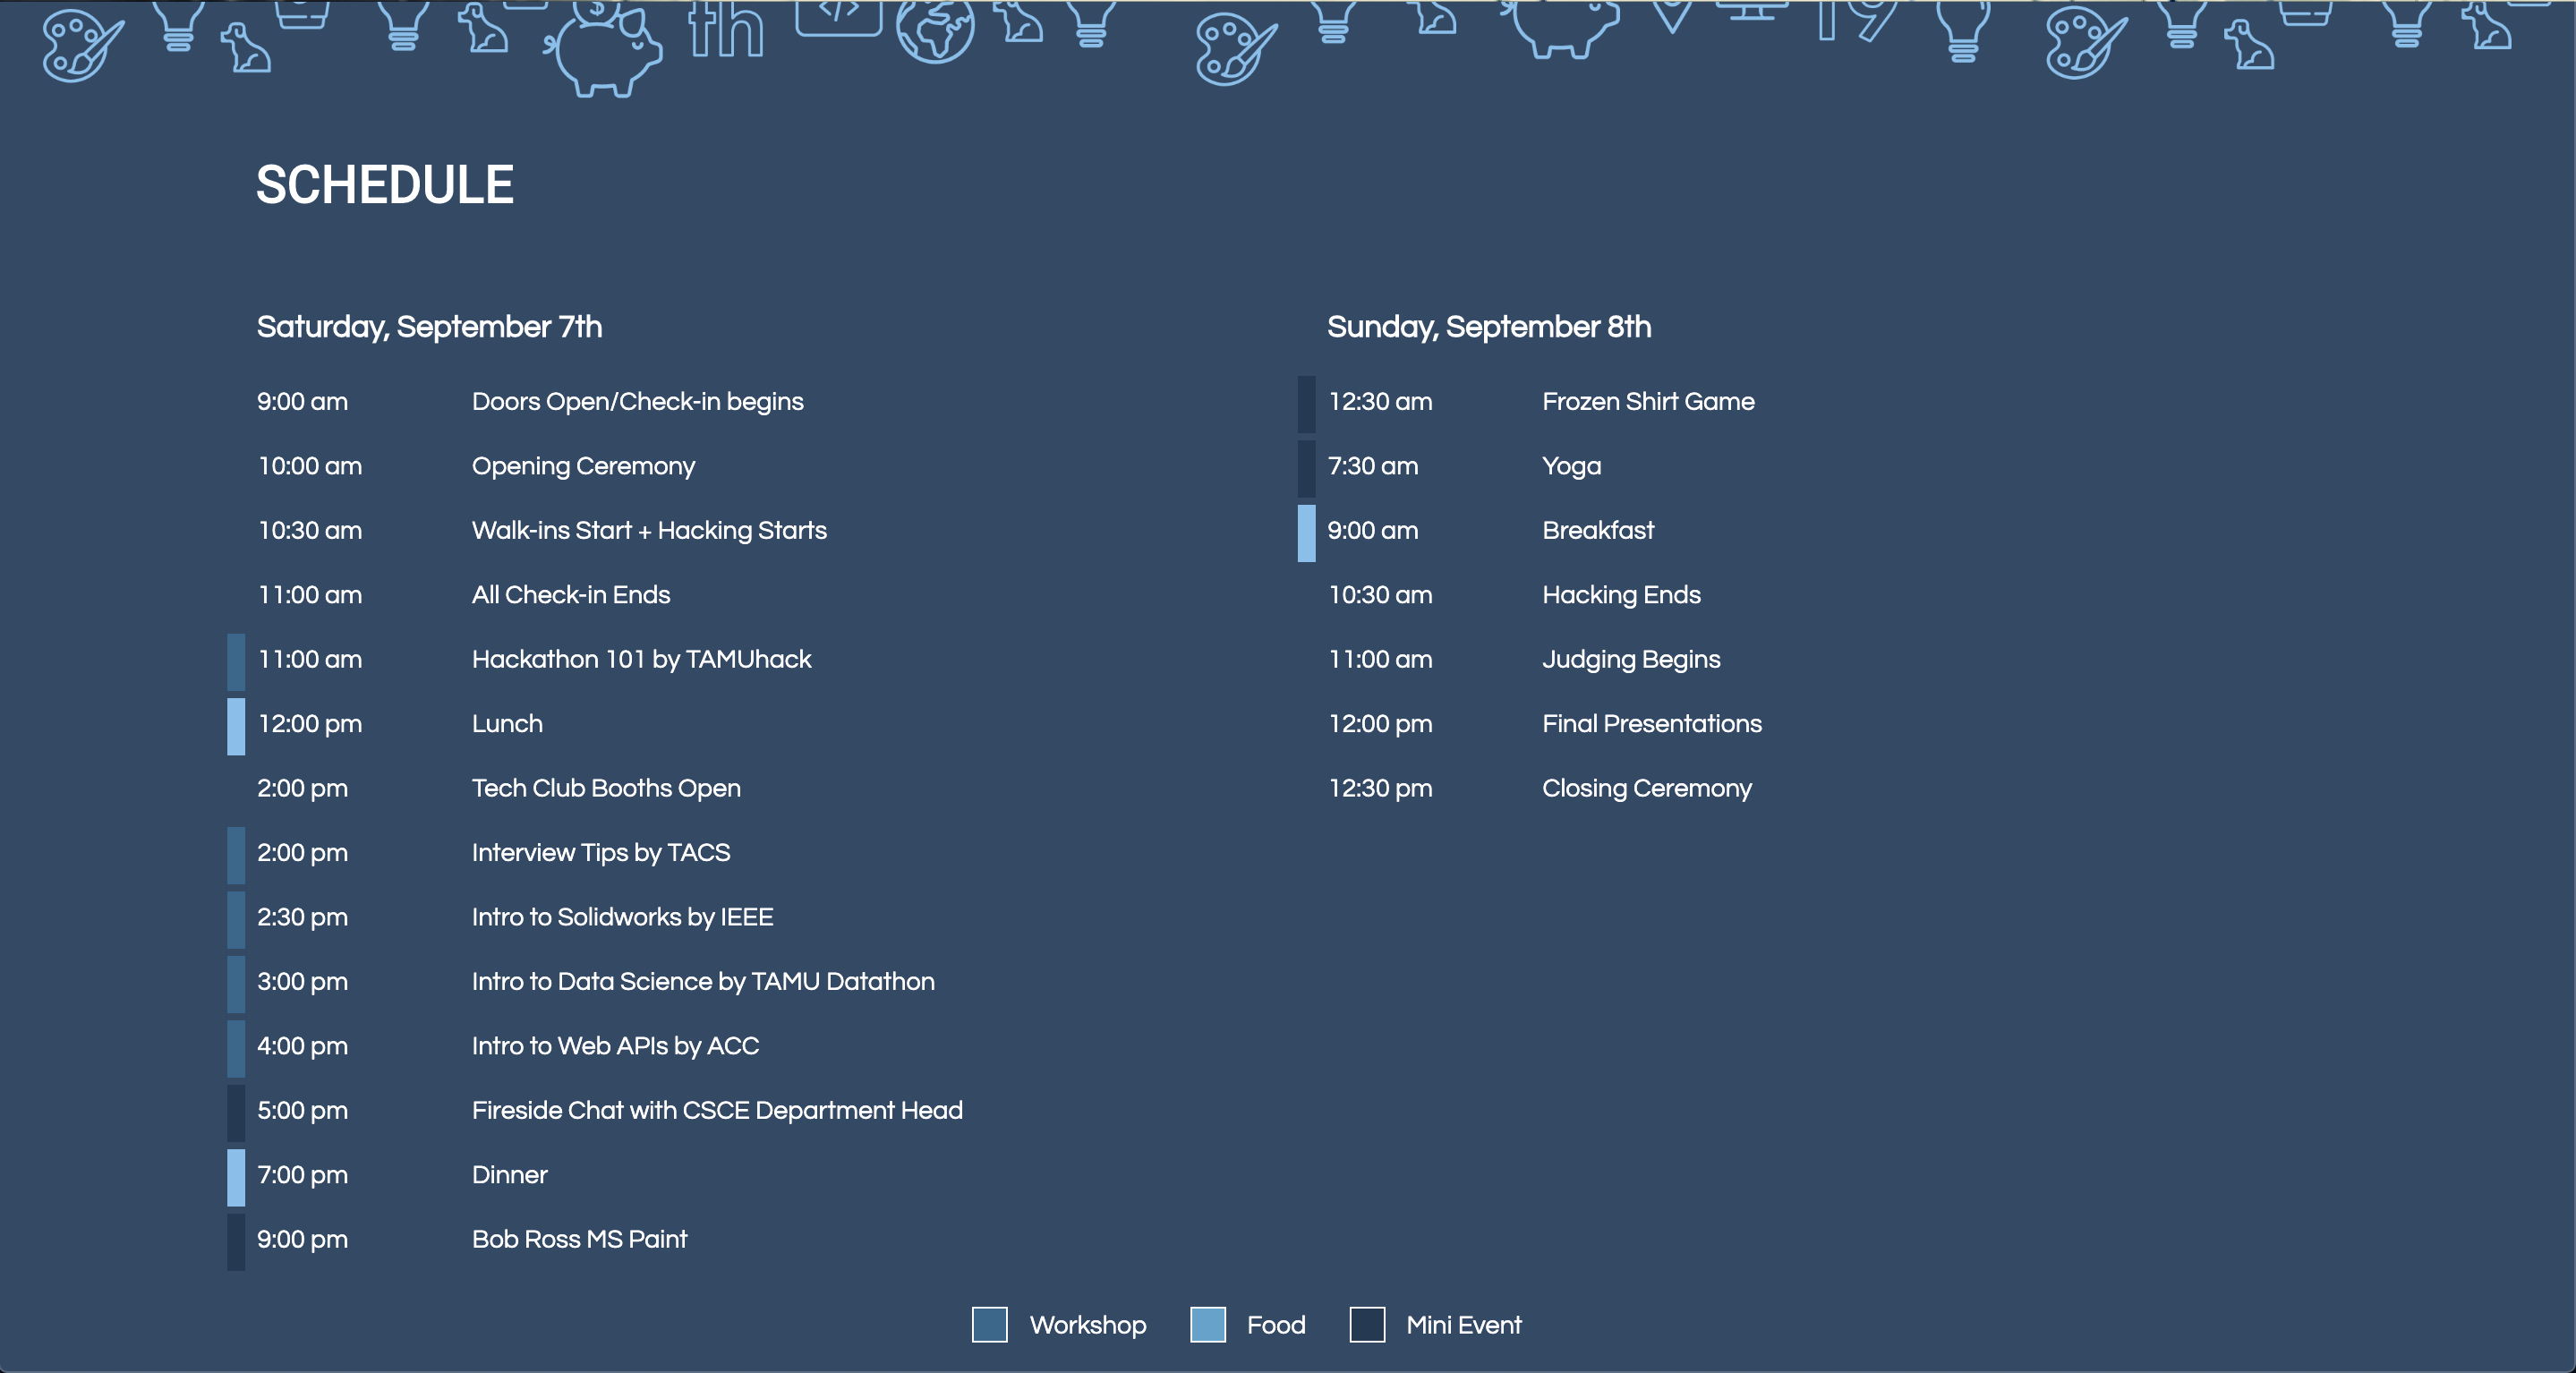 th
</>
19
SCHEDULE
Saturday, September 7th
9:00 am Doors Open/Check-in begins
10:00 am Opening Ceremony
10:30 am Walk-ins Start + Hacking Starts
11:00 am All Check-in Ends
11:00 am Hackathon 101 by TAMUhack
12:00 pm Lunch
2:00 pm Tech Club Booths Open
2:00 pm Interview Tips by TACS
2:30 pm Intro to Solidworks by IEEE
3:00 pm Intro to Data Science by TAMU Datathon
4:00 pm Intro to Web APIs by ACC
5:00 pm Fireside Chat with CSCE Department Head
7:00 pm Dinner
9:00 pm Bob Ross MS Paint
Sunday, September 8th
12:30 am Frozen Shirt Game
7:30 am Yoga
9:00 am Breakfast
10:30 am Hacking Ends
11:00 am Judging Begins
12:00 pm Final Presentations
12:30 pm Closing Ceremony
Workshop Food Mini Event